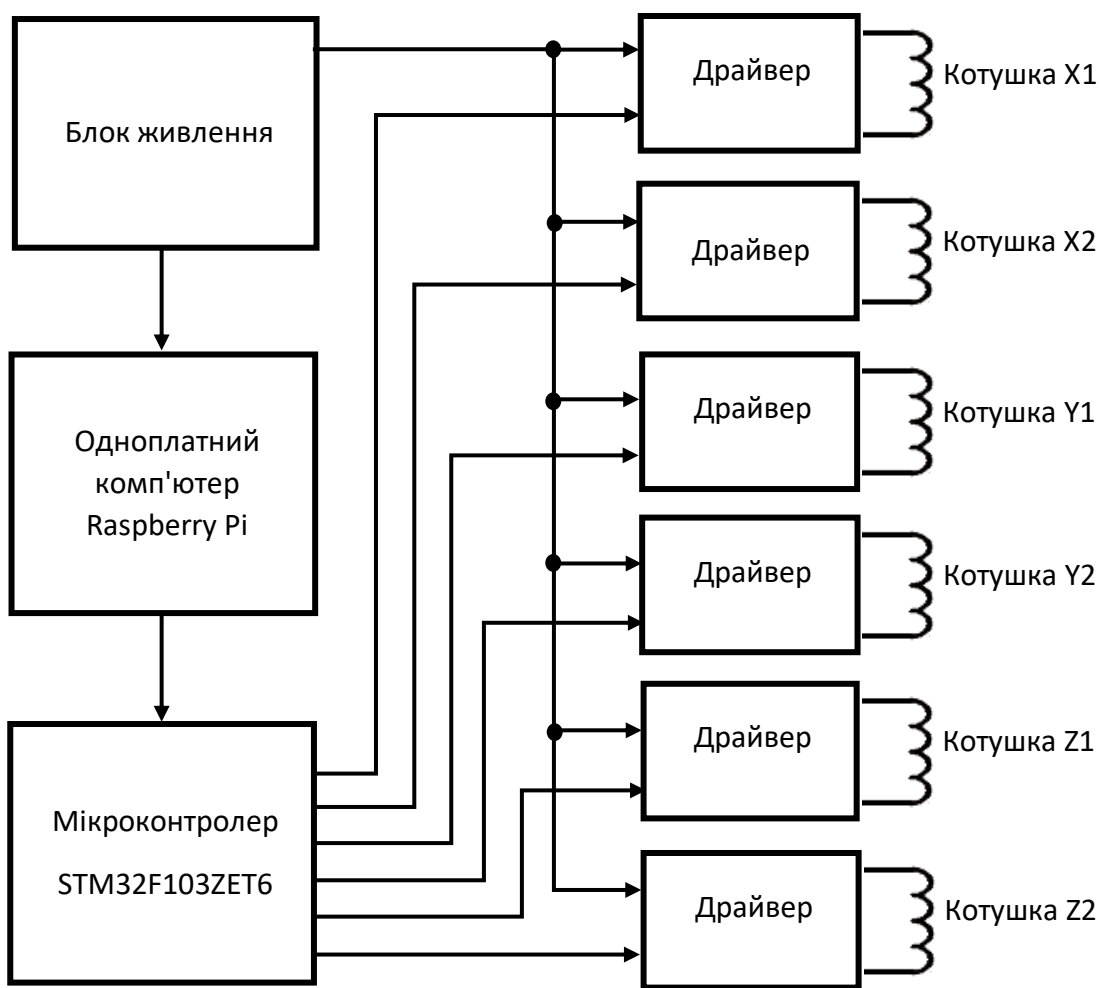 Блок живлення
Одноплатний
комп'ютер
Raspberry Pi
Мікроконтролер
STM32F103ZET6
Драйвер
Котушка X1
Драйвер
Котушка X2
Драйвер
Котушка Y1
Драйвер
Котушка Y2
Драйвер
Котушка Z1
Драйвер
Котушка Z2